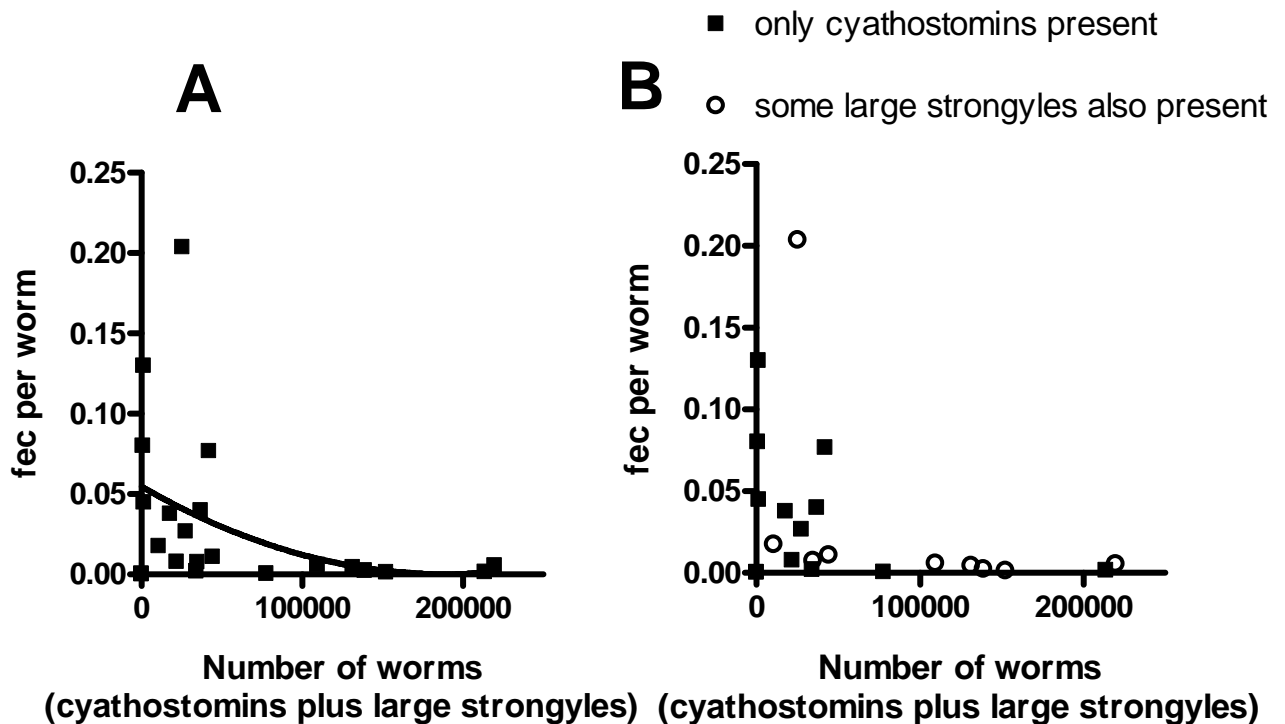 only cyathostomins present
A
B
some large strongyles also present
0.25
0.20
0.15
0.10
0.05
0.00
fec per worm
0 100000 200000
Number of worms
(cyathostomins plus large strongyles)
0.25
0.20
0.15
0.10
0.05
0.00
fec per worm
0 100000 200000
Number of worms
(cyathostomins plus large strongyles)